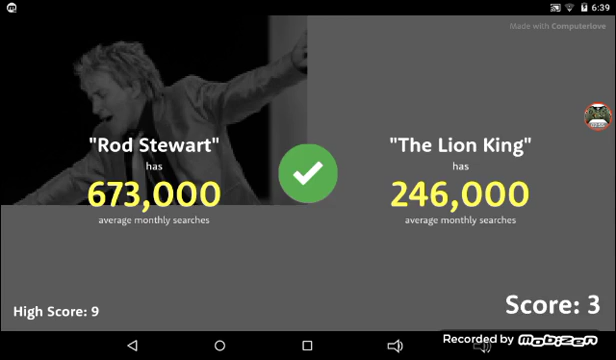 6:39
Made with Computerlove
"Rod Stewart"
has
673,000
average monthly searches
"The Lion King"
has
246,000
average monthly searches
High Score: 9
Score: 3
Recorded by mobizen